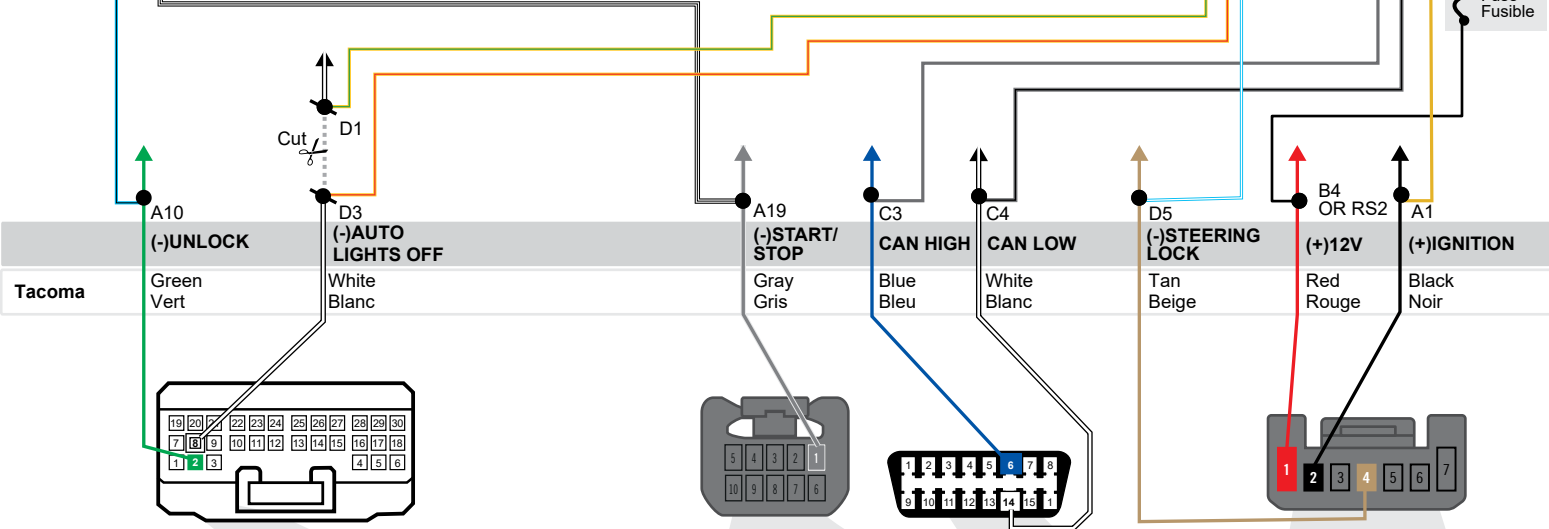 Fusible
Cut
D1
A10
D3
A19
C3
C4
D5
B4
OR RS2
A1
(-)UNLOCK
(-)AUTO
LIGHTS OFF
(-)START/
STOP
CAN HIGH
CAN LOW
(-)STEERING
LOCK
(+)12V
(+)IGNITION
Tacoma
Green
Vert
White
Blanc
Gray
Gris
Blue
Bleu
White
Blanc
Tan
Beige
Red
Rouge
Black
Noir
19 20 22 23 24 25 26 27 28 29 30
7 8 9 10 11 12 13 14 15 16 17 18
1 2 3 4 5 6
5 4 3 2 1
10 9 8 7 6
1 2 3 4 5 6 7 8
9 10 11 12 13 14 15 1
1 2 3 4 5 6 7